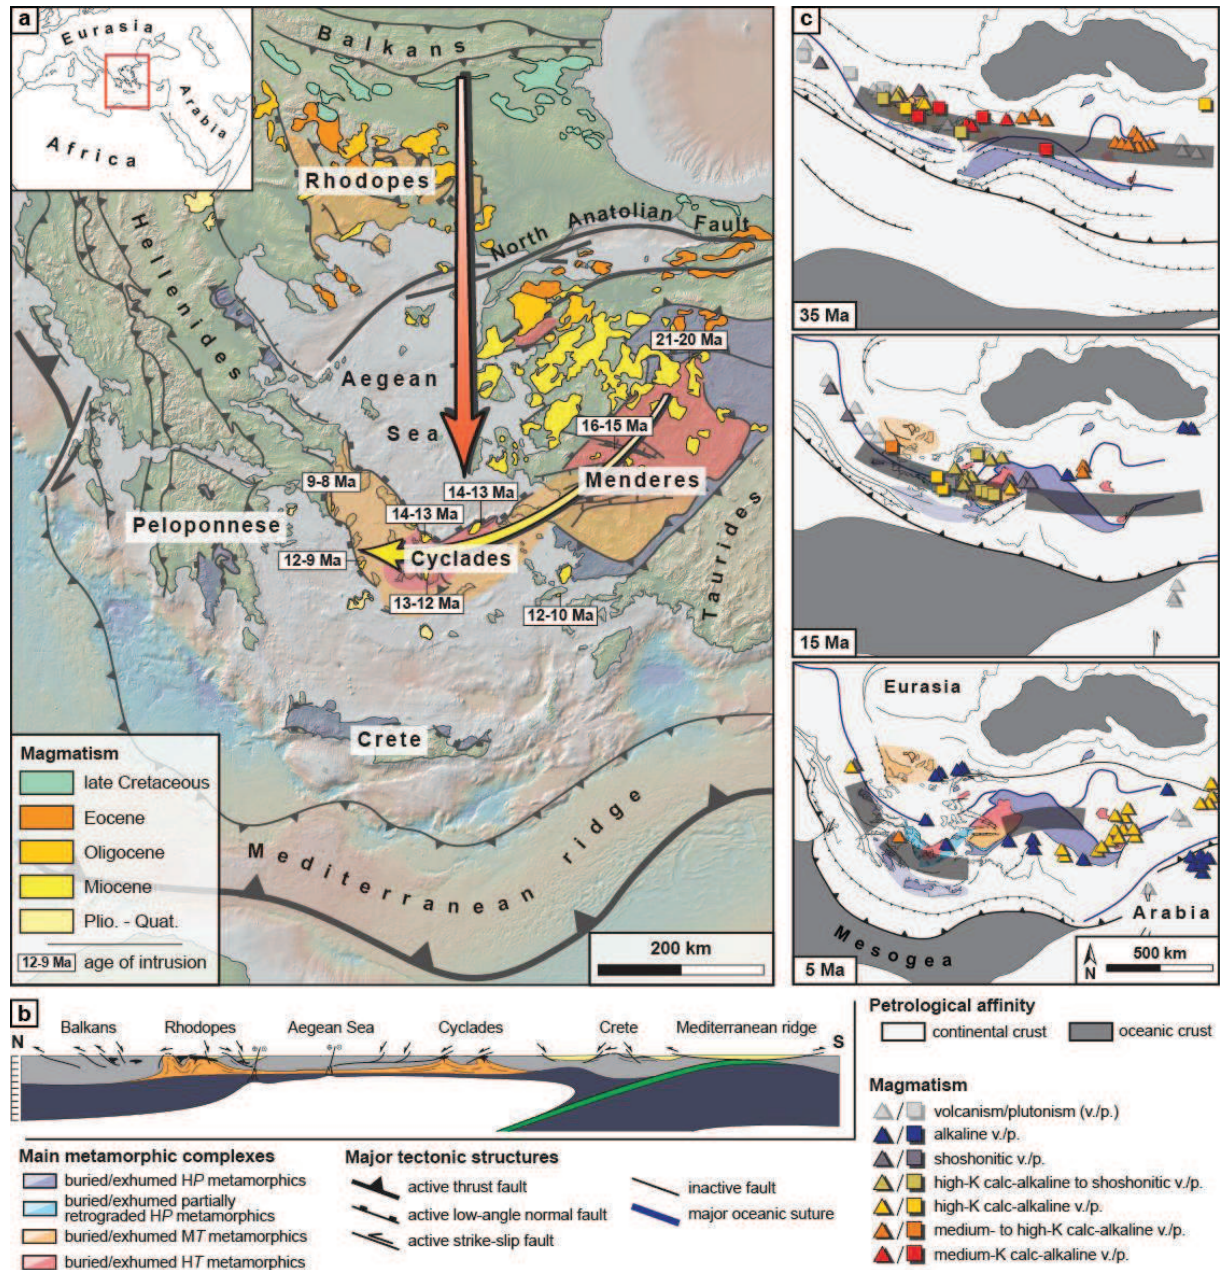 a
Eurasia
Arabia
Africa
Balkans
Rhodopes
Hellenides
North Anatolian Fault
21-20 Ma
Aegean
Sea
16-15 Ma
Menderes
9-8 Ma
14-13 Ma
14-13 Ma
Peloponnese
Cyclades
12-9 Ma
13-12 Ma
12-10 Ma
Taurides
Crete
Mediterranean ridge
Magmatism
late Cretaceous
Eocene
Oligocene
Miocene
Plio. - Quat.
12-9 Ma age of intrusion
200 km
c
35 Ma
15 Ma
Eurasia
Arabia
Mesogea
5 Ma
N
500 km
b
Balkans Rhodopes Aegean Sea Cyclades Crete Mediterranean ridge
N S
Main metamorphic complexes
buried/exhumed HP metamorphics
buried/exhumed partially
retrograded HP metamorphics
buried/exhumed MT metamorphics
buried/exhumed HT metamorphics
Major tectonic structures
active thrust fault
active low-angle normal fault
active strike-slip fault
inactive fault
major oceanic suture
Petrological affinity
continental crust
oceanic crust
Magmatism
volcanism/plutonism (v./p.)
alkaline v./p.
shoshonitic v./p.
high-K calc-alkaline to shoshonitic v./p.
high-K calc-alkaline v./p.
medium- to high-K calc-alkaline v./p.
medium-K calc-alkaline v./p.